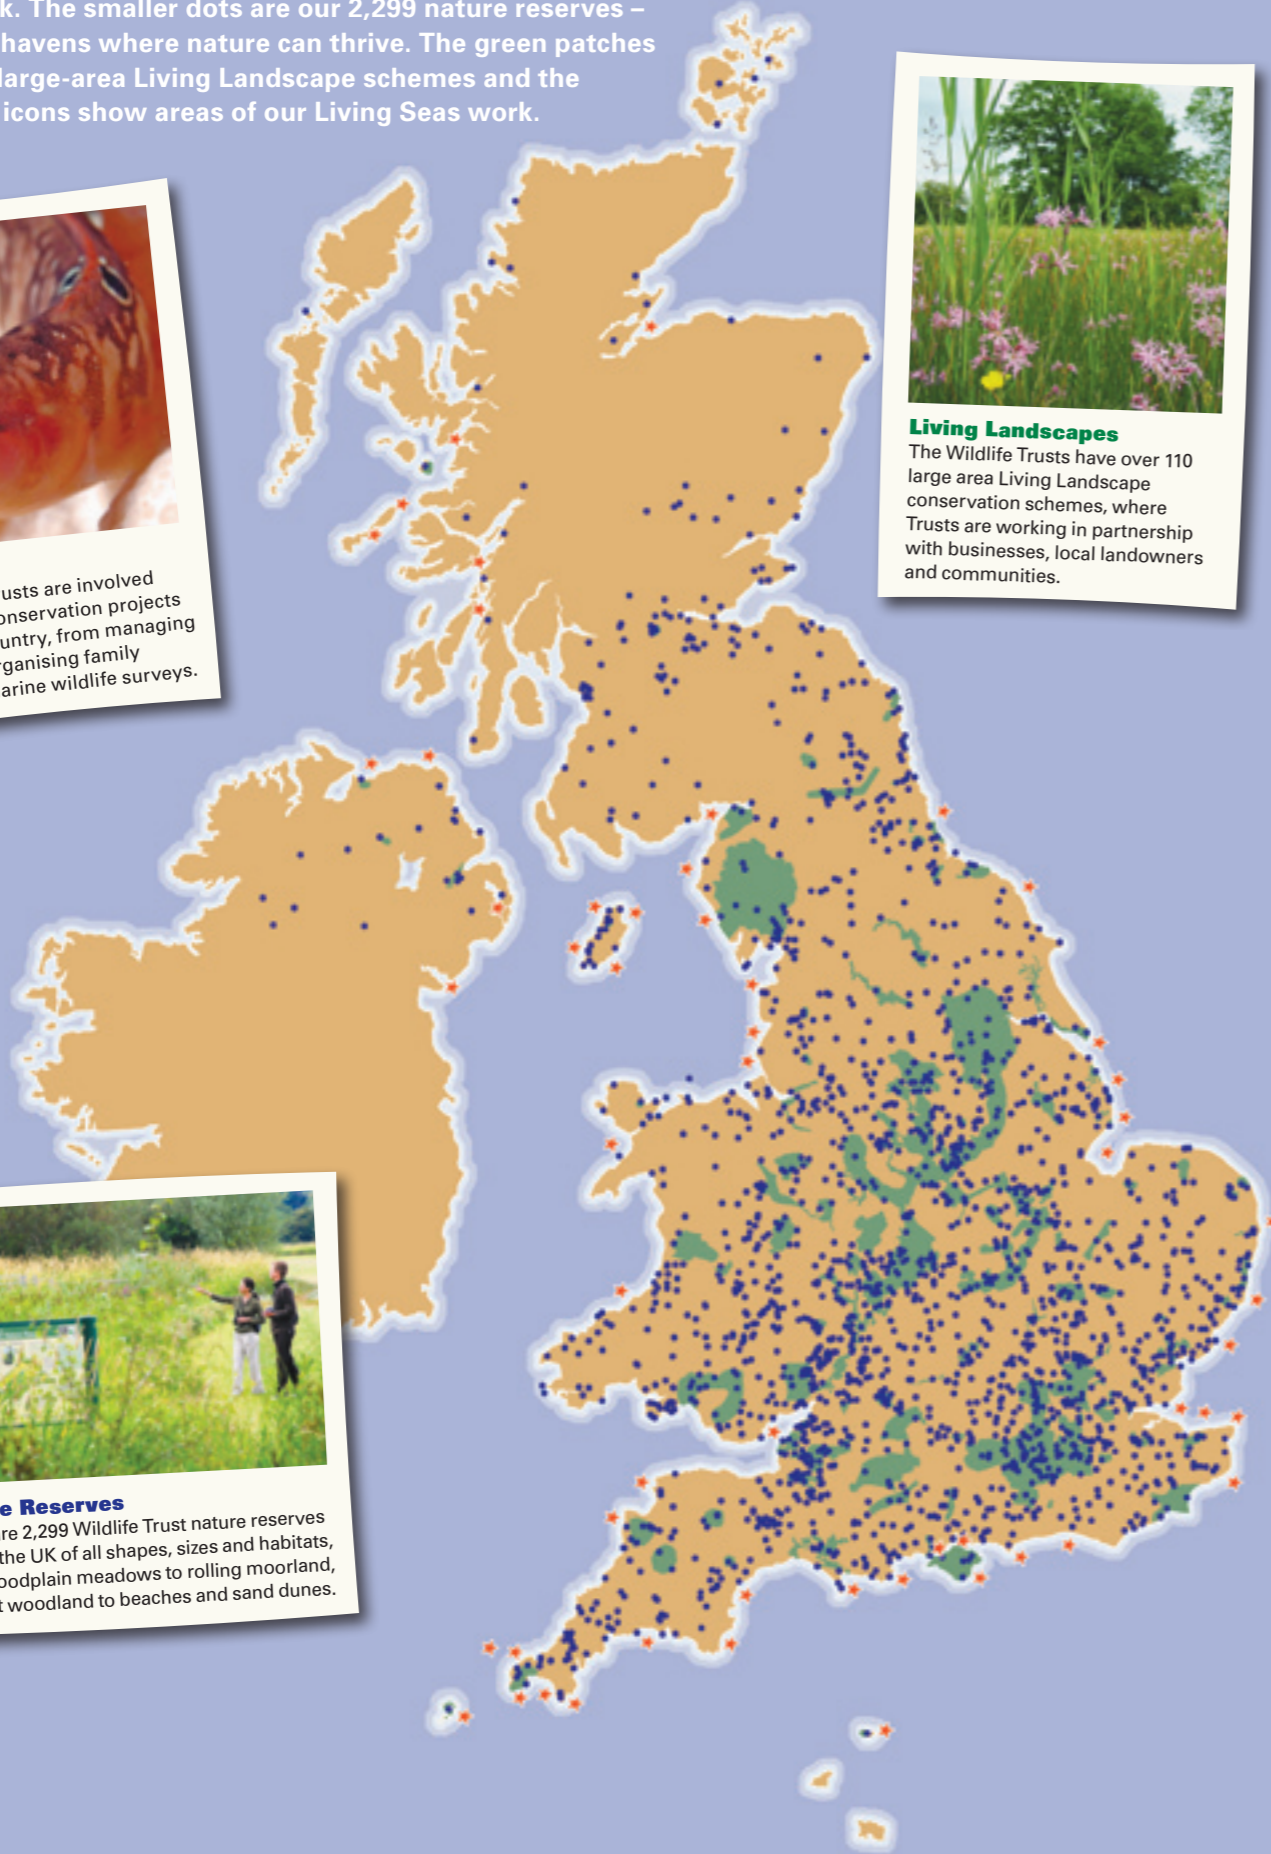 k. The smaller dots are our 2,299 nature reserves –
havens where nature can thrive. The green patches
large-area Living Landscape schemes and the
icons show areas of our Living Seas work.
Living Landscapes
The Wildlife Trusts have over 110
large area Living Landscape
conservation schemes, where
Trusts are working in partnership
with businesses, local landowners
and communities.
usts are involved
onservation projects
untry, from managing
rganising family
arine wildlife surveys.
e Reserves
re 2,299 Wildlife Trust nature reserves
the UK of all shapes, sizes and habitats,
oodplain meadows to rolling moorland,
t woodland to beaches and sand dunes.